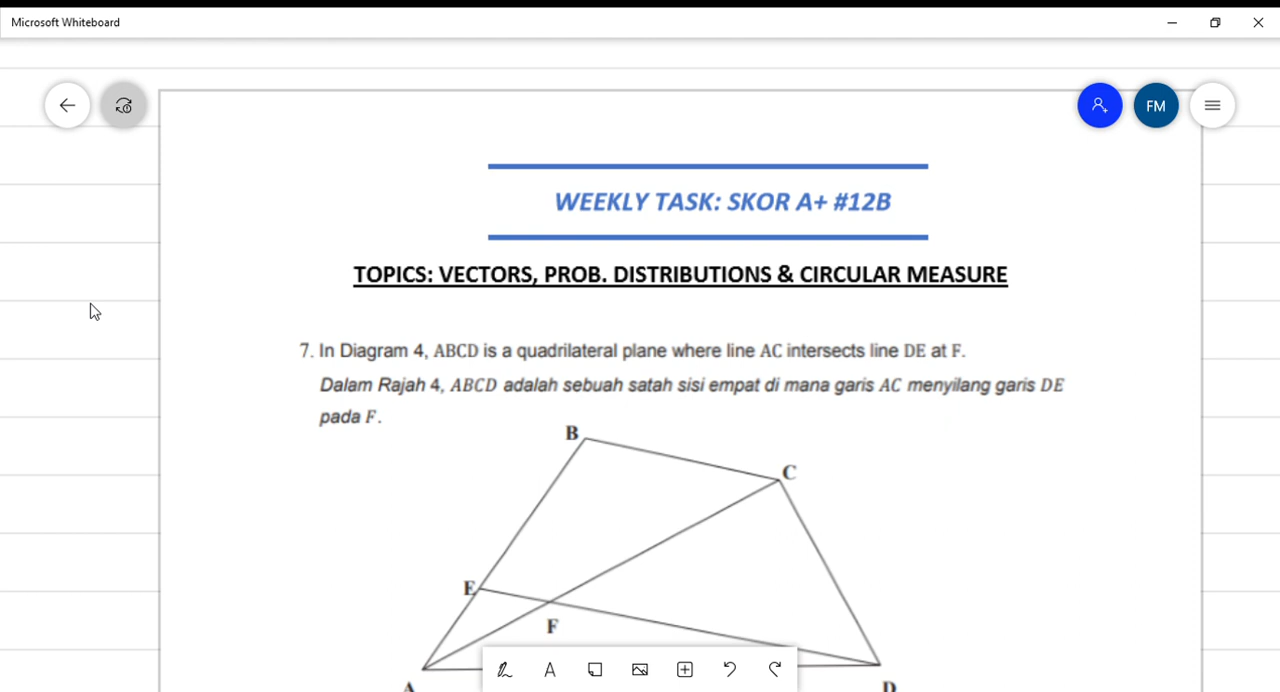 Microsoft Whiteboard
FM
WEEKLY TASK: SKOR A+ #12B
TOPICS: VECTORS, PROB. DISTRIBUTIONS & CIRCULAR MEASURE
7. In Diagram 4, ABCD is a quadrilateral plane where line AC intersects line DE at F.
Dalam Rajah 4, ABCD adalah sebuah satah sisi empat di mana garis AC menyilang garis DE
pada F.
B
C
E
F
A
D